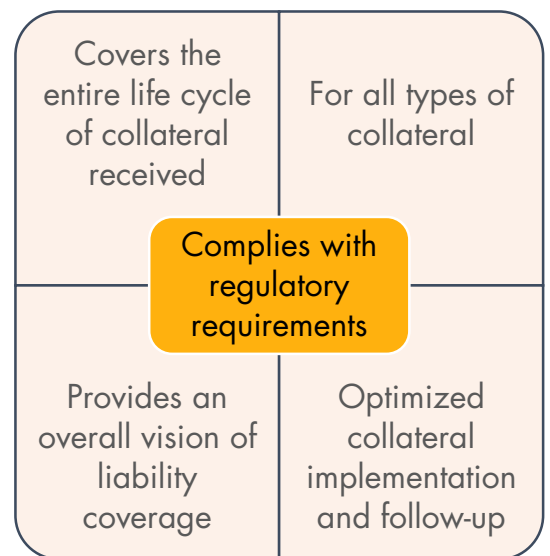 Covers the
entire life cycle
of collateral
received
For all types of
collateral
Complies with
regulatory
requirements
Provides an
overall vision of
liability
coverage
Optimized
collateral
implementation
and follow-up